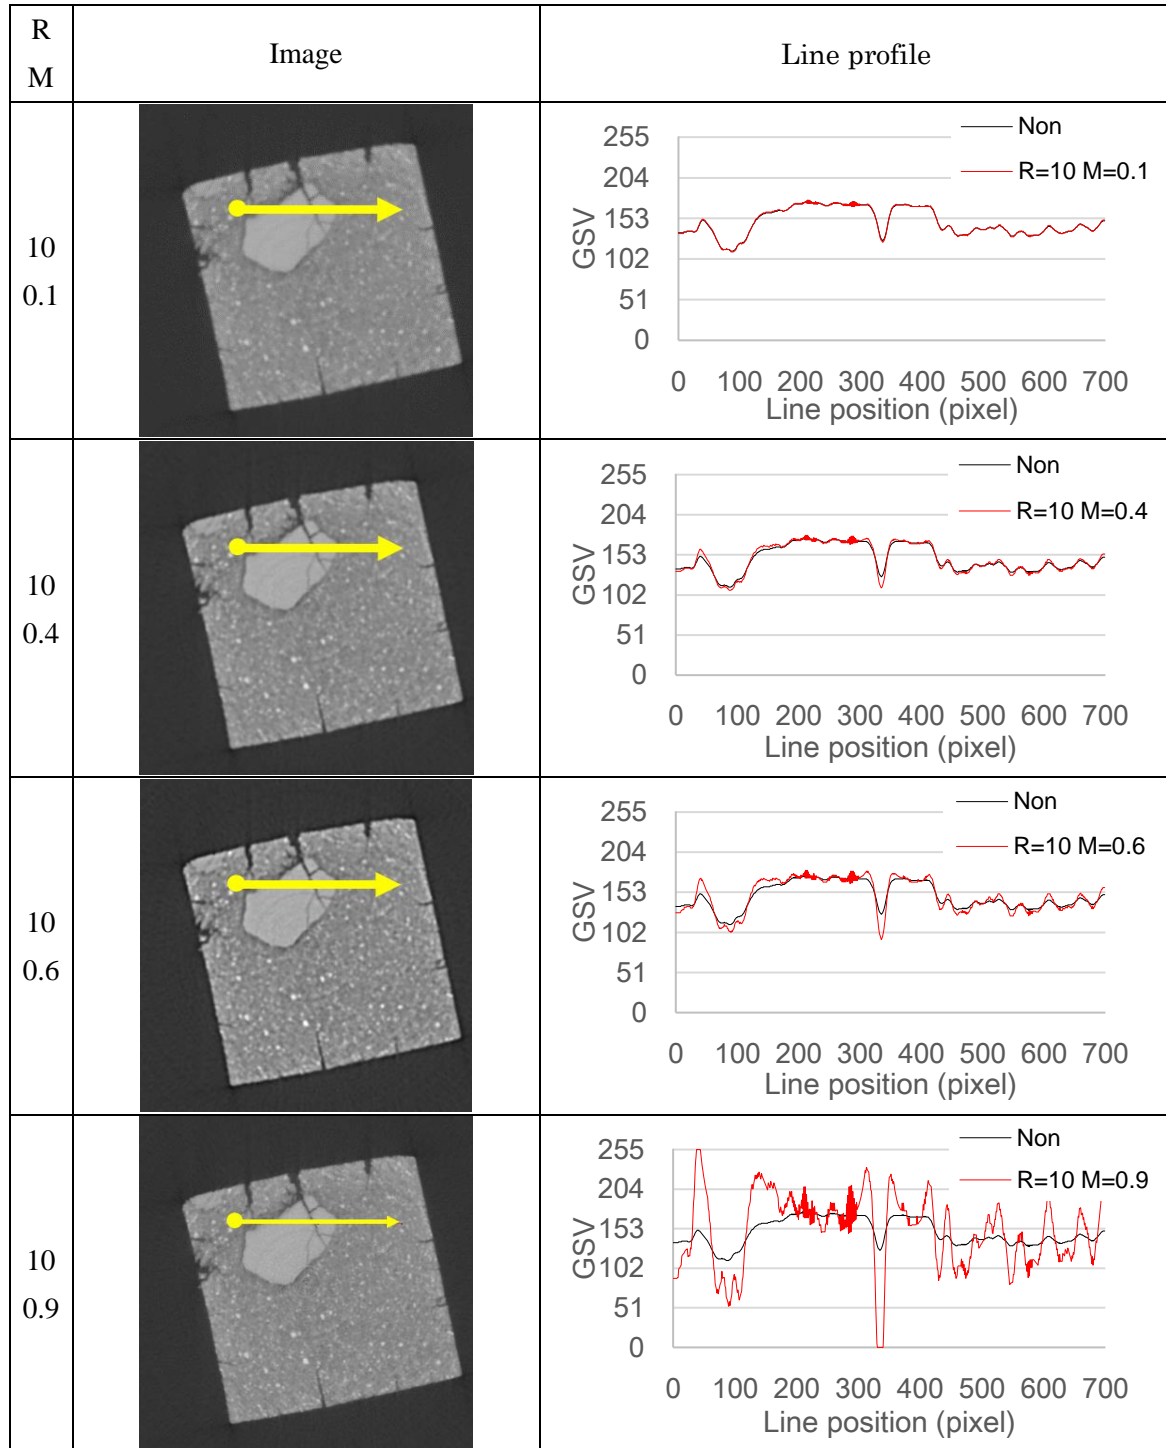 R
M
Image
Line profile
10
0.1
Non
R=10 M=0.1
255
204
153
102
51
0
GSV
0 100 200 300 400 500 600 700
Line position (pixel)
10
0.4
Non
R=10 M=0.4
255
204
153
102
51
0
GSV
0 100 200 300 400 500 600 700
Line position (pixel)
10
0.6
Non
R=10 M=0.6
255
204
153
102
51
0
GSV
0 100 200 300 400 500 600 700
Line position (pixel)
10
0.9
Non
R=10 M=0.9
255
204
153
102
51
0
GSV
0 100 200 300 400 500 600 700
Line position (pixel)